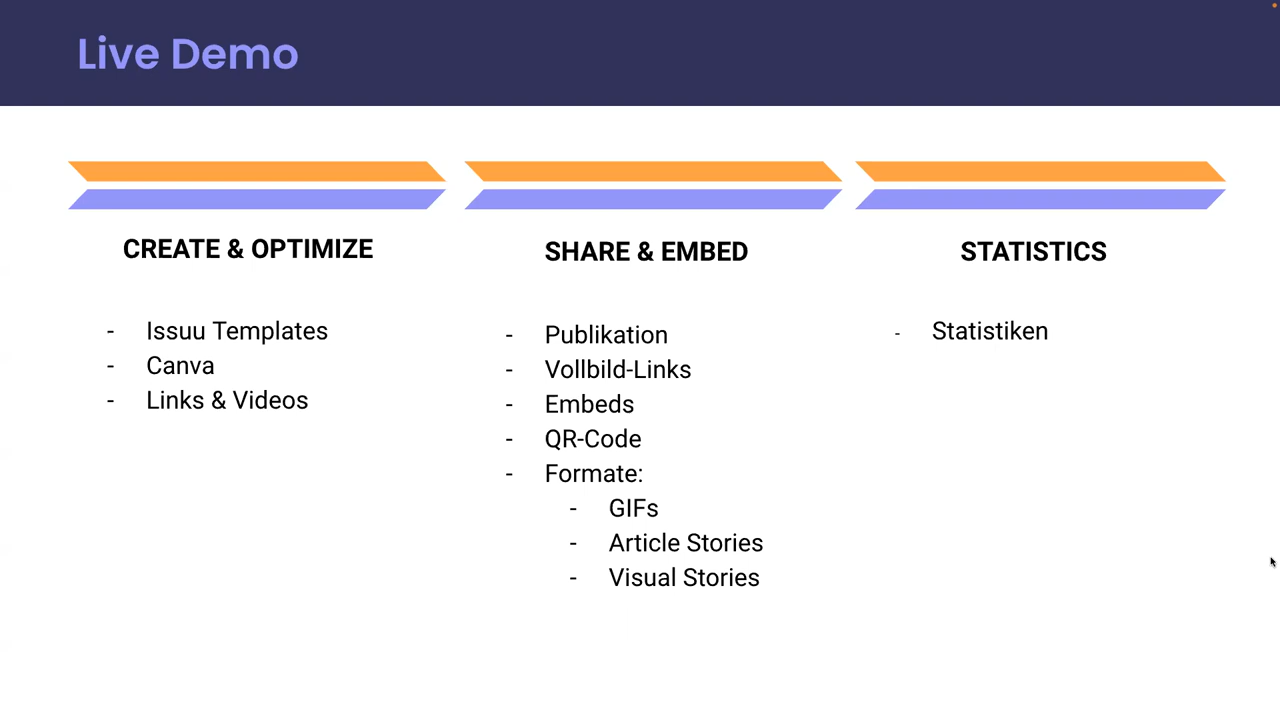 Live Demo
CREATE & OPTIMIZE
- Issuu Templates
- Canva
- Links & Videos
SHARE & EMBED
- Publikation
- Vollbild-Links
- Embeds
- QR-Code
- Formate:
- GIFs
- Article Stories
- Visual Stories
STATISTICS
- Statistiken